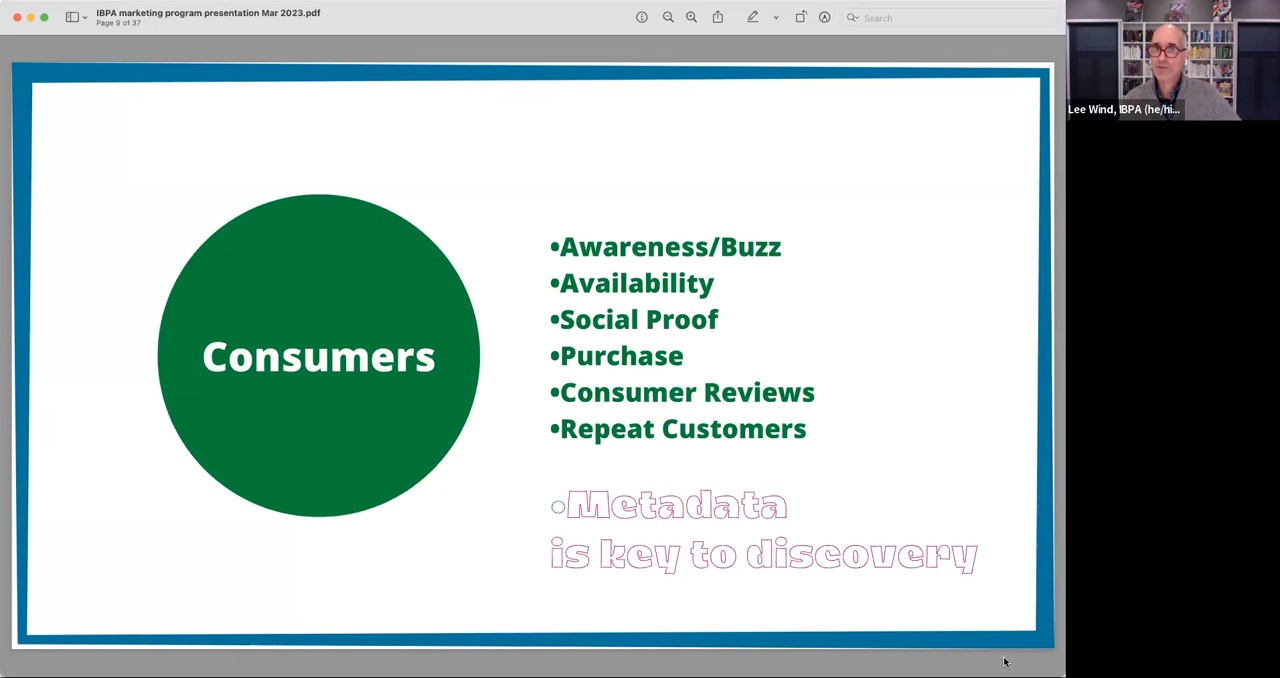 IBPA marketing program presentation Mar 2023.pdf
Page 9 of 37
Search
Lee Wind, IBPA (he/hi...
Consumers
•Awareness/Buzz
•Availability
•Social Proof
•Purchase
•Consumer Reviews
•Repeat Customers
◦Metadata
is key to discovery